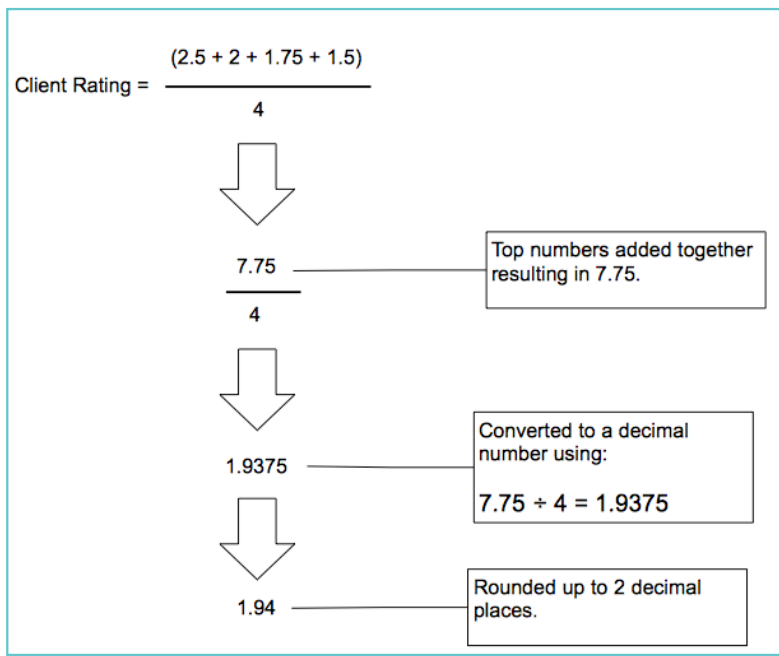 (2.5 + 2 + 1.75 + 1.5)
Client Rating =
4
7.75
4
Top numbers added together
resulting in 7.75.
1.9375
Converted to a decimal
number using:
7.75 ÷ 4 = 1.9375
1.94
Rounded up to 2 decimal
places.